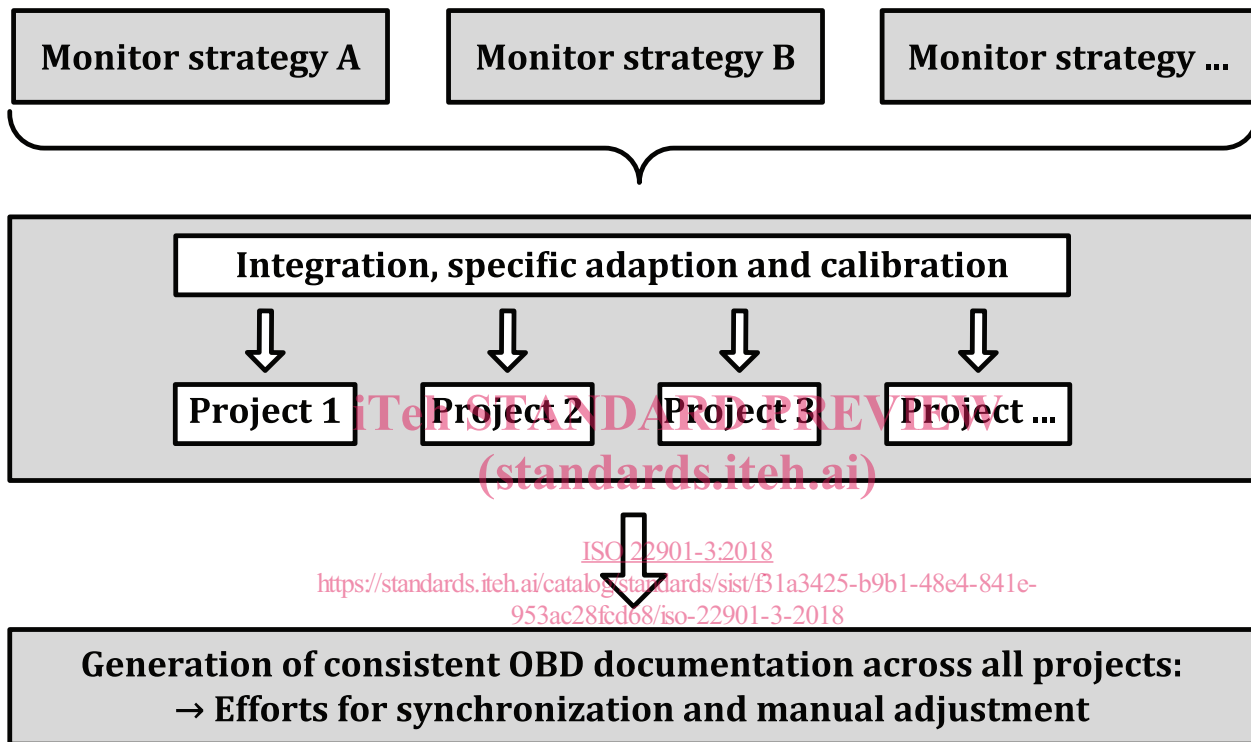 Monitor strategy A
Monitor strategy B
Monitor strategy ...
Integration, specific adaption and calibration
Project 1
Project 2
Project 3
Project ...
iTeh STANDARD PREVIEW
(standards.iteh.ai)
ISO 22901-3:2018
https://standards.iteh.ai/catalog/standards/sist/f31a3425-b9b1-48e4-841e-
953ac28fcd68/iso-22901-3-2018
Generation of consistent OBD documentation across all projects:
→ Efforts for synchronization and manual adjustment